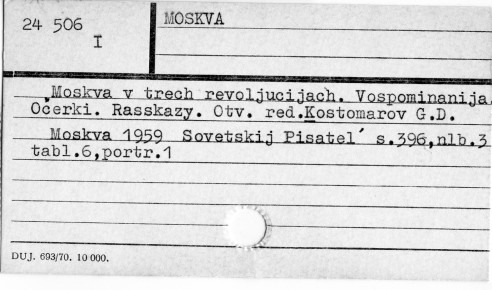 24 506
I
MOSKVA
„Moskva v trech revoljucijach. Vospominanija.
Očerki. Rasskazy. Otv. red.Kostomarov G.D.
Moskva 1959 Sovetskij Pisatel´ s.396,nlb.3
tabl.6,portr.1
DUJ. 693/70. 10 000.